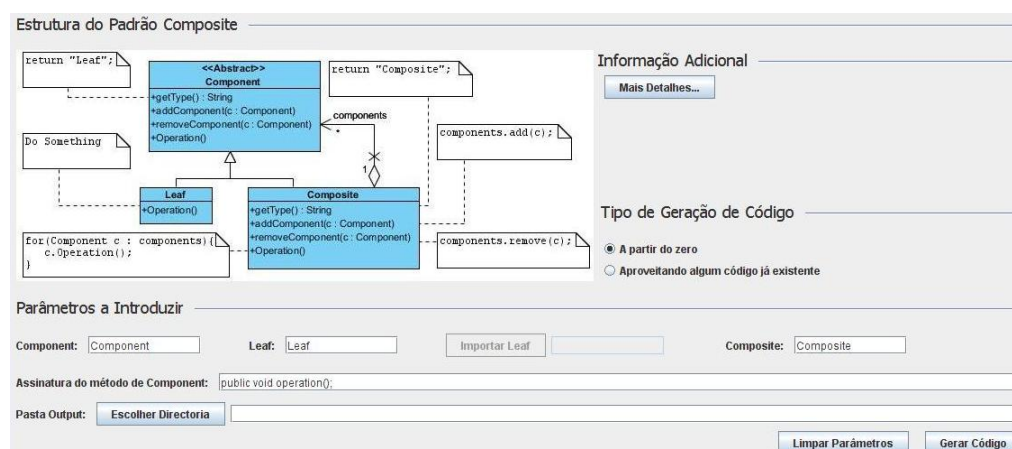 Estrutura do Padrão Composite
return "Leaf";
<<Abstract>>
Component
+getType() : String
+addComponent(c : Component)
+removeComponent(c : Component)
+Operation()
return "Composite";
components
*
1
components.add(c);
Do Something
Leaf
+Operation()
Composite
+getType() : String
+addComponent(c : Component)
+removeComponent(c : Component)
+Operation()
for(Component c : components){
c.Operation();
}
components.remove(c);
Informação Adicional
Mais Detalhes...
Tipo de Geração de Código
A partir do zero
Aproveitando algum código já existente
Parâmetros a Introduzir
Component: Component
Leaf: Leaf
Importar Leaf
Composite: Composite
Assinatura do método de Component: public void operation();
Pasta Output: Escolher Directoria
Limpar Parâmetros
Gerar Código